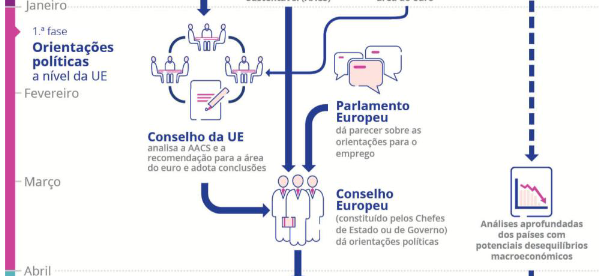 Janeiro
1.ª fase
Orientações
políticas
a nível da UE
Fevereiro
Março
Abril
Conselho da UE
analisa a AACS e a
recomendação para a área
do euro e adota conclusões
Parlamento
Europeu
dá parecer sobre as
orientações para o
emprego
Conselho
Europeu
(constituído pelos Chefes
de Estado ou de Governo)
dá orientações políticas
Análises aprofundadas
dos países com
potenciais desequilíbrios
macroeconómicos